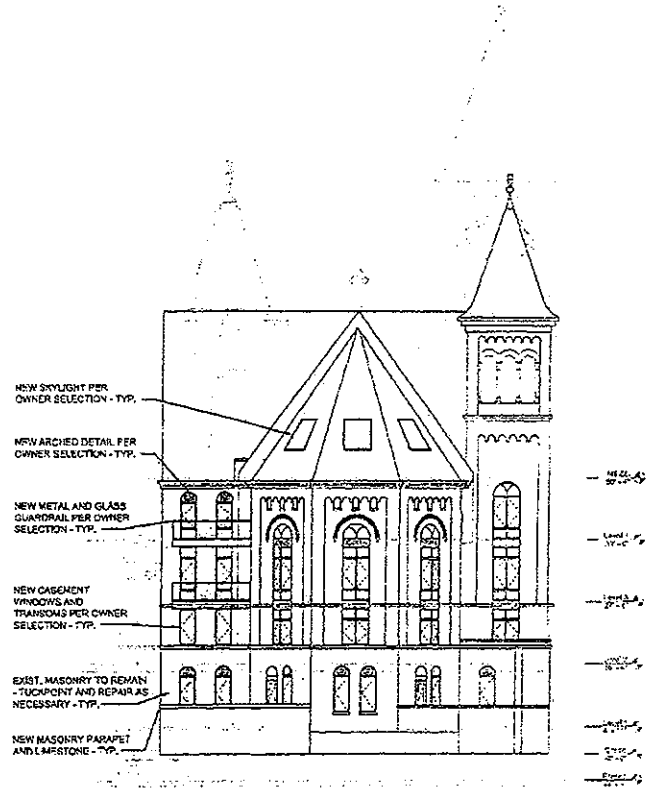 NEW SKYLIGHT PER
OWNER SELECTION - TYP.
NEW ARCHED DETAIL PER
OWNER SELECTION - TYP.
NEW METAL AND GLASS
GUARDRAIL PER OWNER
SELECTION - TYP.
NEW CASEMENT
WINDOWS AND
TRANSOMS PER OWNER
SELECTION - TYP.
EXIST. MASONRY TO REMAIN
- TUCKPOINT AND REPAIR AS
NECESSARY - TYP.
NEW MASONRY PARAPET
AND LIMESTONE - TYP.